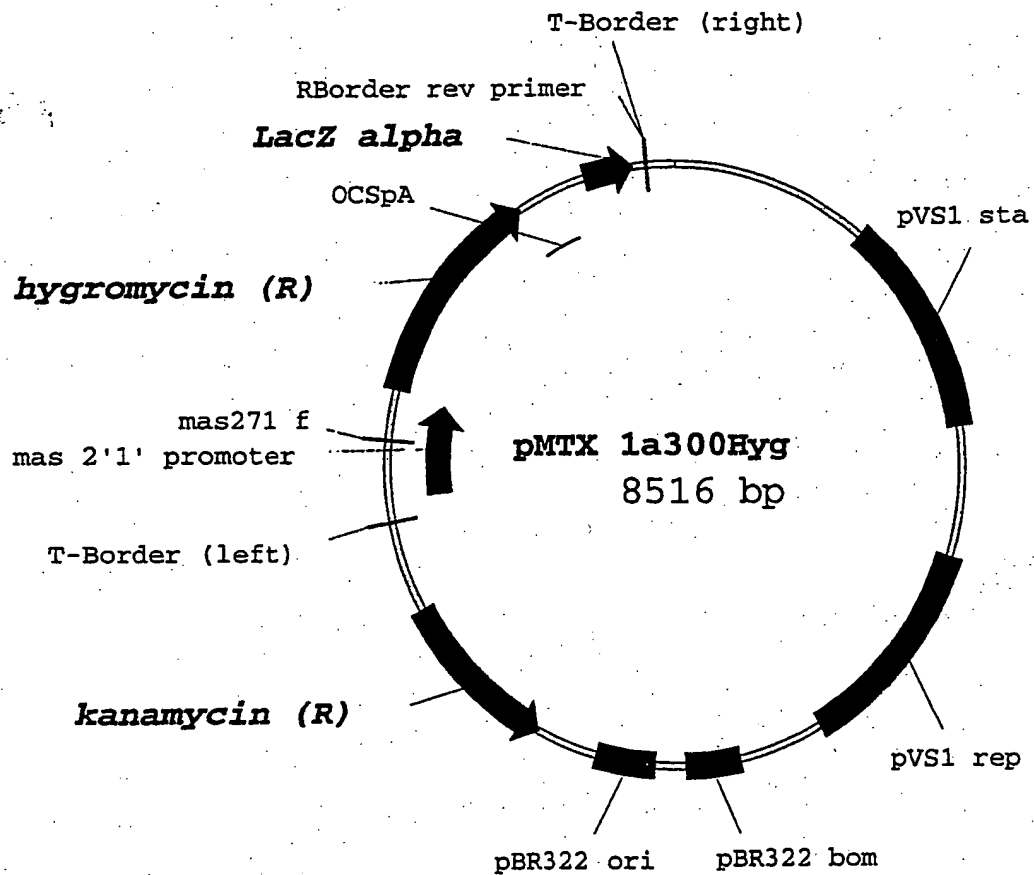 T-Border (right)
RBorder rev primer
LacZ alpha
OCSpA
pVS1 sta
hygromycin (R)
mas271 f
mas 2'1' promoter
pMTX 1a300Hyg
8516 bp
T-Border (left)
kanamycin (R)
pVS1 rep
pBR322 ori
pBR322 bom